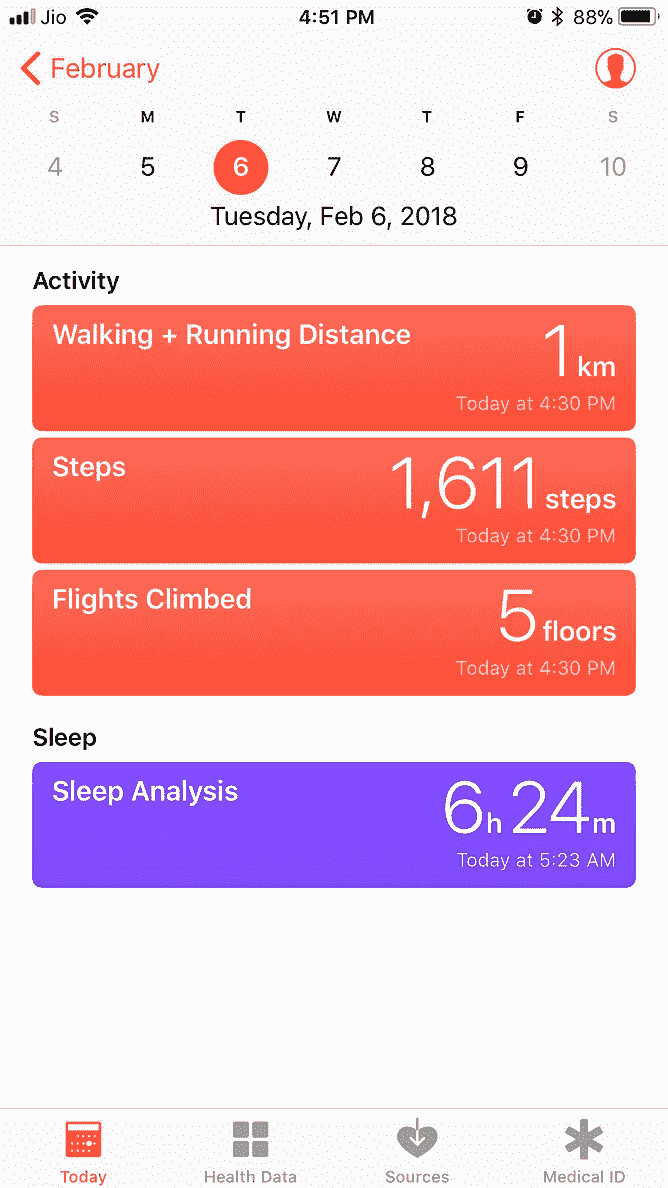 Jio 4:51 PM 88%
February
S M T W T F S
4 5 6 7 8 9 10
Tuesday, Feb 6, 2018
Activity
Walking + Running Distance
1 km
Today at 4:30 PM
Steps
1,611 steps
Today at 4:30 PM
Flights Climbed
5 floors
Today at 4:30 PM
Sleep
Sleep Analysis
6h 24m
Today at 5:23 AM
Today Health Data Sources Medical ID